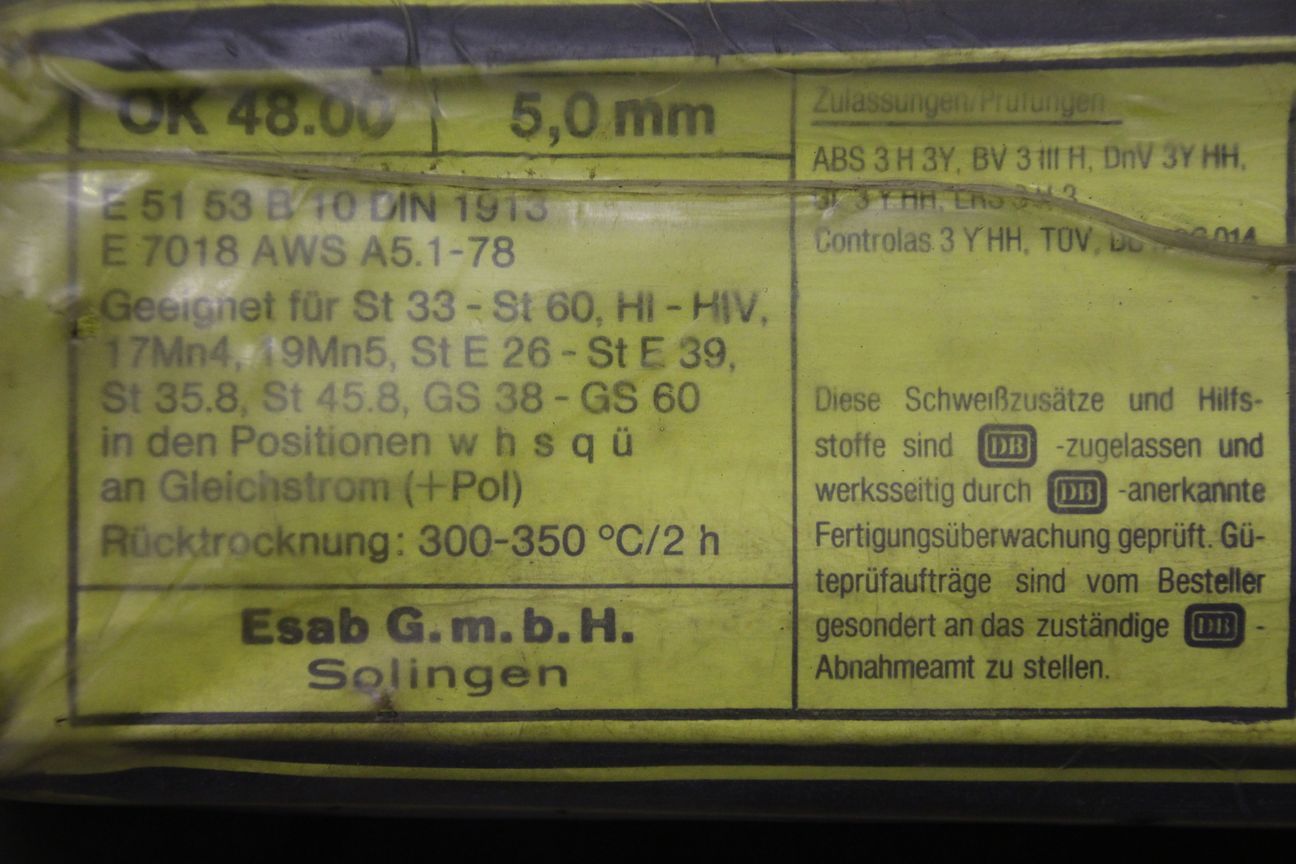 OK 48.00
5,0 mm
E 51 53 B 10 DIN 1913
E 7018 AWS A5.1-78
Geeignet für St 33 - St 60, HI - HIV,
17Mn4, 19Mn5, St E 26 - St E 39,
St 35.8, St 45.8, GS 38 - GS 60
in den Positionen w h s q ü
an Gleichstrom (+Pol)
Rücktrocknung: 300-350 °C/2 h
Esab G.m.b.H.
Solingen
Zulassungen/Prüfungen
ABS 3 H 3Y, BV 3 III H, DnV 3Y HH,
3 Y HH,
Controlas 3 Y HH, TÜV,
Diese Schweißzusätze und Hilfs-
stoffe sind DB -zugelassen und
werksseitig durch DB -anerkannte
Fertigungsüberwachung geprüft. Gü-
teprüfaufträge sind vom Besteller
gesondert an das zuständige DB -
Abnahmeamt zu stellen.